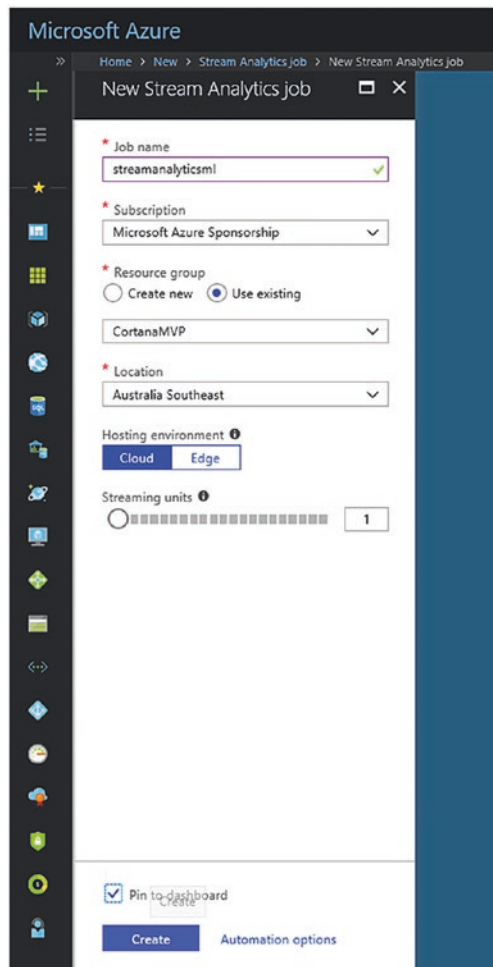 Microsoft Azure
» Home > New > Stream Analytics job > New Stream Analytics job
New Stream Analytics job
* Job name
streamanalyticsml
* Subscription
Microsoft Azure Sponsorship
* Resource group
Create new Use existing
CortanaMVP
* Location
Australia Southeast
Hosting environment
Cloud Edge
Streaming units
1
Pin to dashboard
Create
Create Automation options